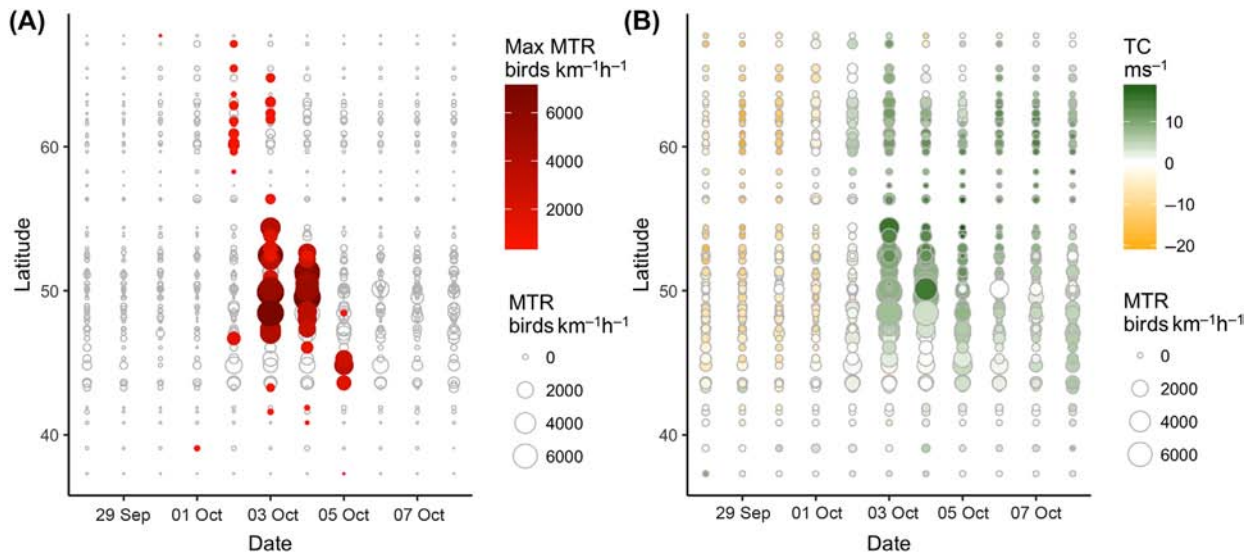 (A)
Latitude
60
50
40
29 Sep 01 Oct 03 Oct 05 Oct 07 Oct
Date
Max MTR
birds km⁻¹h⁻¹
6000
4000
2000
MTR
birds km⁻¹h⁻¹
0
2000
4000
6000
(B)
Latitude
60
50
40
29 Sep 01 Oct 03 Oct 05 Oct 07 Oct
Date
TC
ms⁻¹
10
0
−10
−20
MTR
birds km⁻¹h⁻¹
0
2000
4000
6000